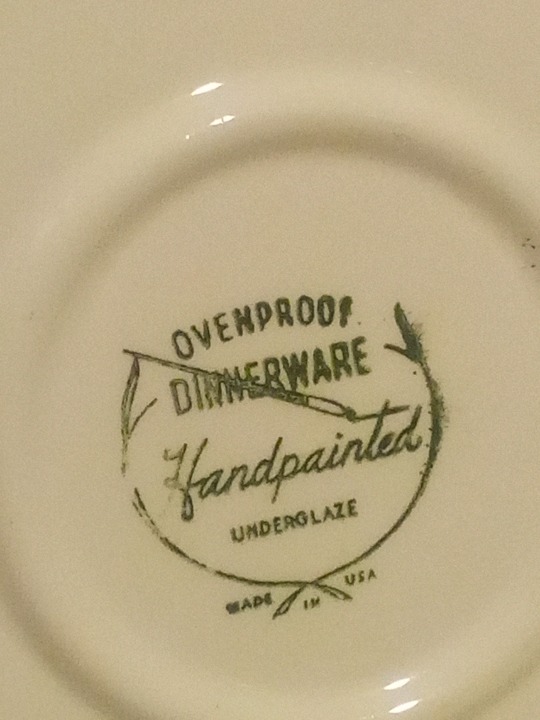 OVENPROOF
DINNERWARE
Handpainted
UNDERGLAZE
MADE IN USA